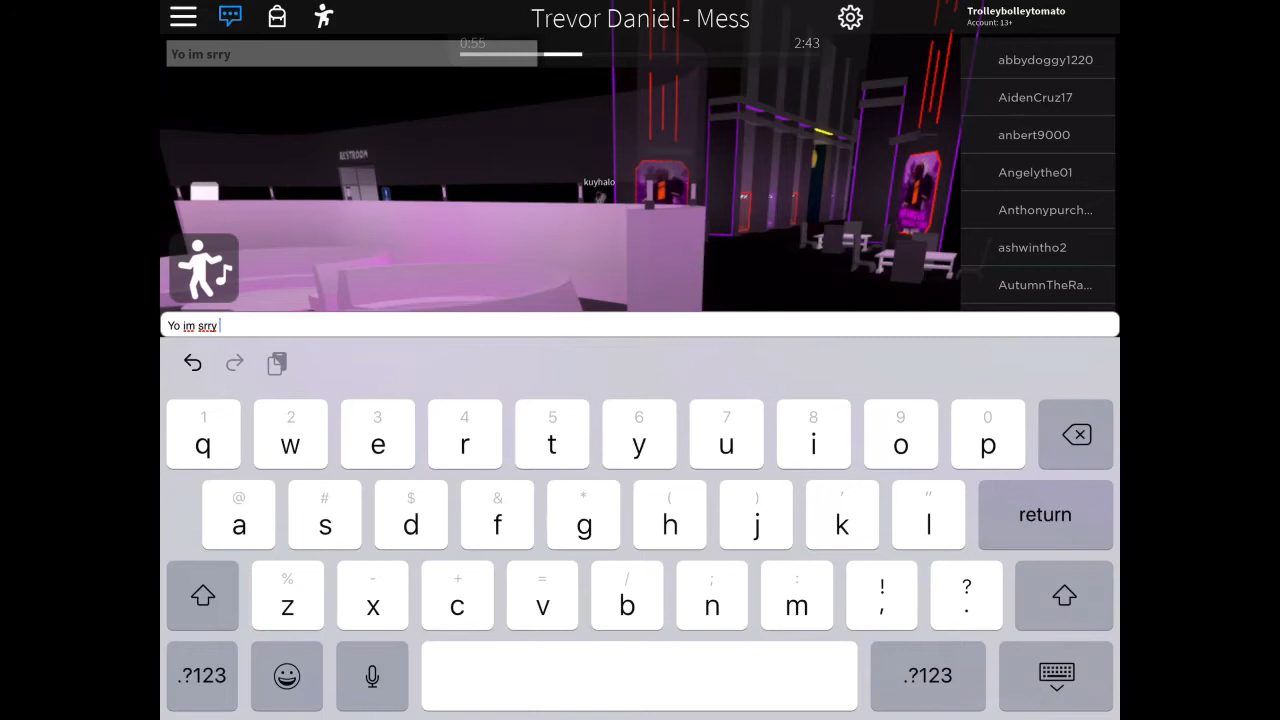 Trevor Daniel - Mess
Trolleybolleytomato
Account: 13+
0:55
2:43
Yo im srry
abbydoggy1220
AidenCruz17
anbert9000
Angelythe01
Anthonypurch...
ashwintho2
AutumnTheRa...
RESTROOM
kuyhalo
Yo im srry
1 2 3 4 5 6 7 8 9 0
q w e r t y u i o p
@ # $ & * ( ) ' "
a s d f g h j k l return
% - + = / ; : ! ?
z x c v b n m , .
.?123 .?123